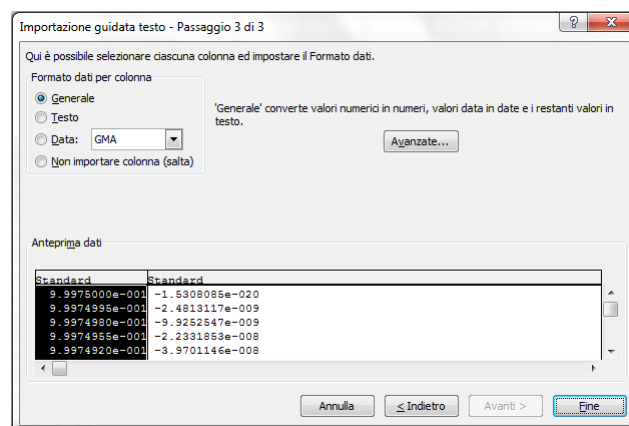 Importazione guidata testo - Passaggio 3 di 3
Qui è possibile selezionare ciascuna colonna ed impostare il Formato dati.
Formato dati per colonna
Generale
Testo
Data: GMA
Non importare colonna (salta)
'Generale' converte valori numerici in numeri, valori data in date e i restanti valori in
testo.
Avanzate...
Anteprima dati
Standard Standard
9.9975000e-001 -1.5308085e-020
9.9974995e-001 -2.4813117e-009
9.9974980e-001 -9.9252547e-009
9.9974955e-001 -2.2331853e-008
9.9974920e-001 -3.9701146e-008
Annulla < Indietro Avanti > Fine